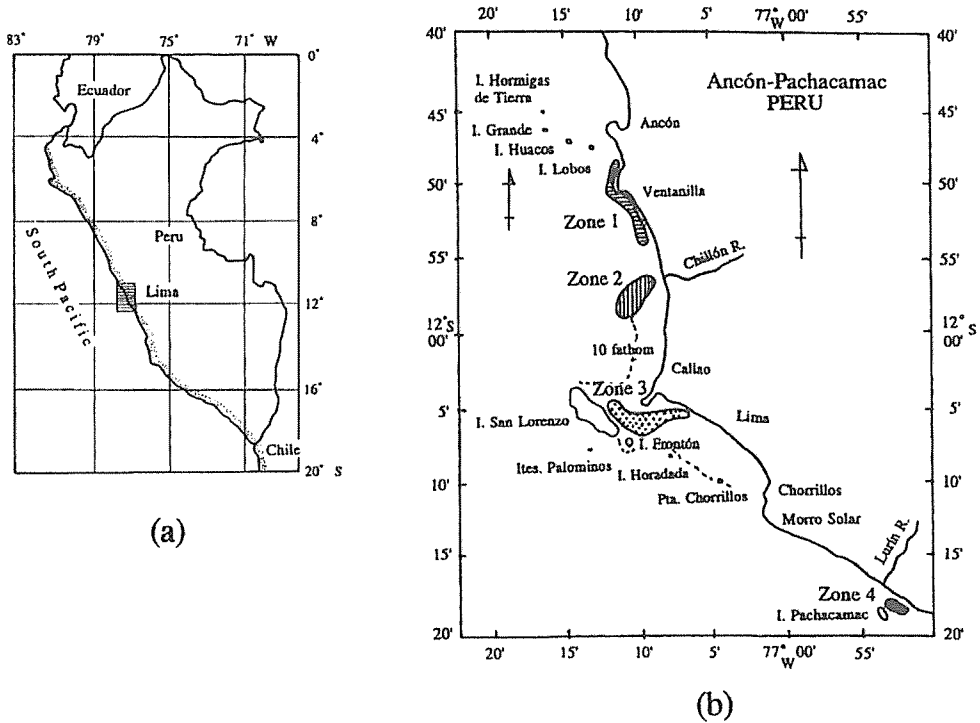 83°
79°
75°
71°
W
0°
Ecuador
4°
8°
Peru
South Pacific
Lima
12°
16°
Chile
20° S
(a)
20'
15'
10'
5'
77° 00'
W
55'
40'
40'
Ancón-Pachacamac
PERU
I. Hormigas
de Tierra
45'
45'
I. Grande
Ancón
I. Huacos
I. Lobos
50'
50'
Ventanilla
Zone 1
55'
55'
Chillón R.
Zone 2
12° S
00'
12° S
00'
10 fathom
Callao
Zone 3
5'
5'
I. San Lorenzo
Lima
I. Frontón
Ites. Palominos
I. Horadada
10'
10'
Pta. Chorrillos
Chorrillos
Morro Solar
Lurín R.
15'
15'
Zone 4
I. Pachacamac
20'
20'
20'
15'
10'
5'
77° 00'
W
55'
(b)